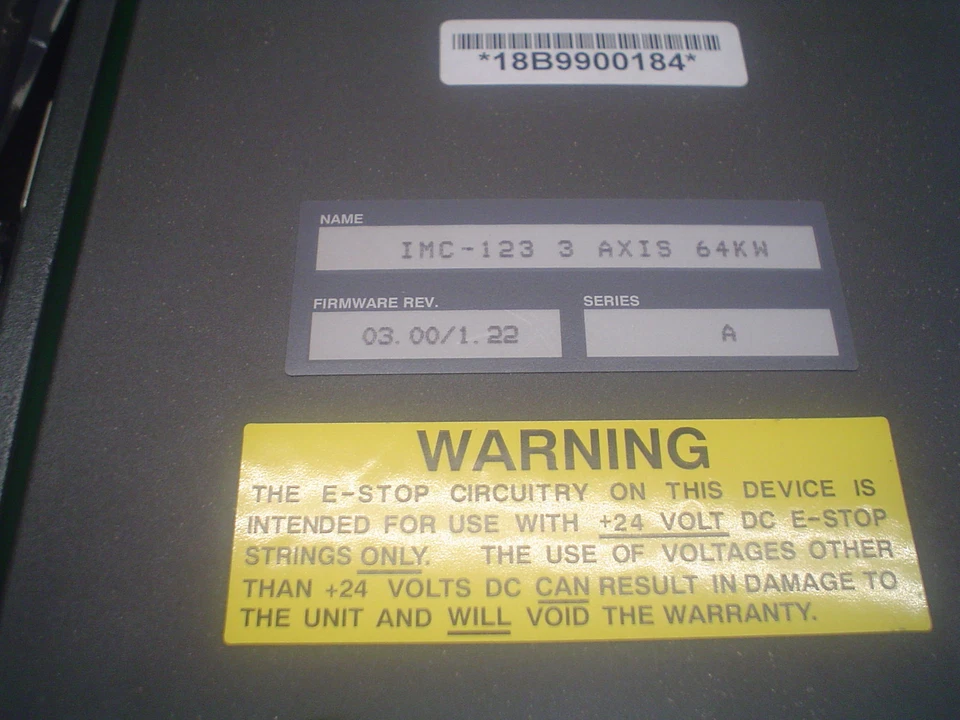 *18B9900184*
NAME
IMC-123 3 AXIS 64KW
FIRMWARE REV. SERIES
03.00/1.22 A
WARNING
THE E-STOP CIRCUITRY ON THIS DEVICE IS
INTENDED FOR USE WITH +24 VOLT DC E-STOP
STRINGS ONLY. THE USE OF VOLTAGES OTHER
THAN +24 VOLTS DC CAN RESULT IN DAMAGE TO
THE UNIT AND WILL VOID THE WARRANTY.